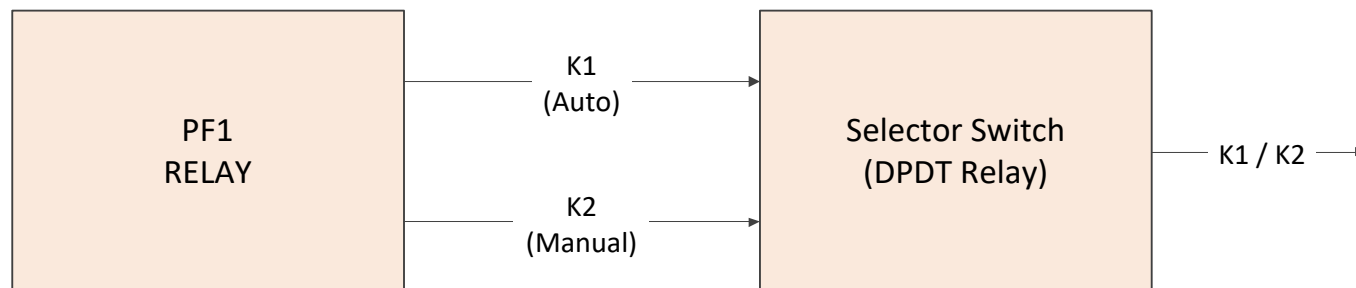 PF1
RELAY
K1
(Auto)
K2
(Manual)
Selector Switch
(DPDT Relay)
K1 / K2